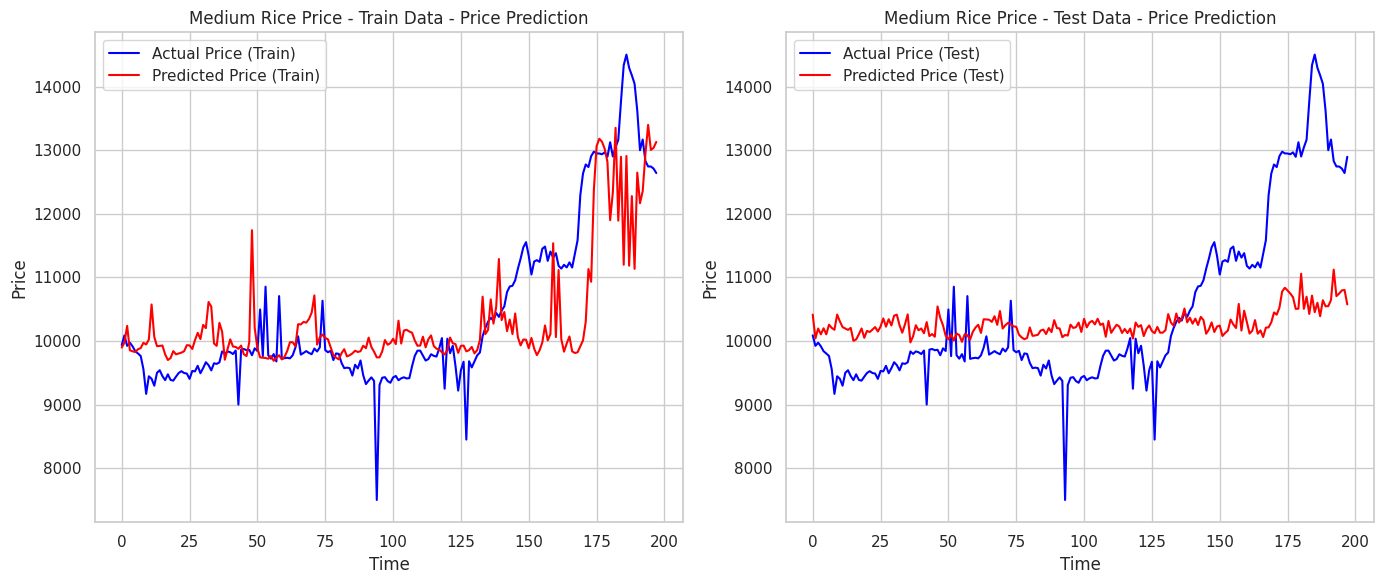 Medium Rice Price - Train Data - Price Prediction
Actual Price (Train)
Predicted Price (Train)
Price
14000
13000
12000
11000
10000
9000
8000
0 25 50 75 100 125 150 175 200
Time
Medium Rice Price - Test Data - Price Prediction
Actual Price (Test)
Predicted Price (Test)
Price
14000
13000
12000
11000
10000
9000
8000
0 25 50 75 100 125 150 175 200
Time